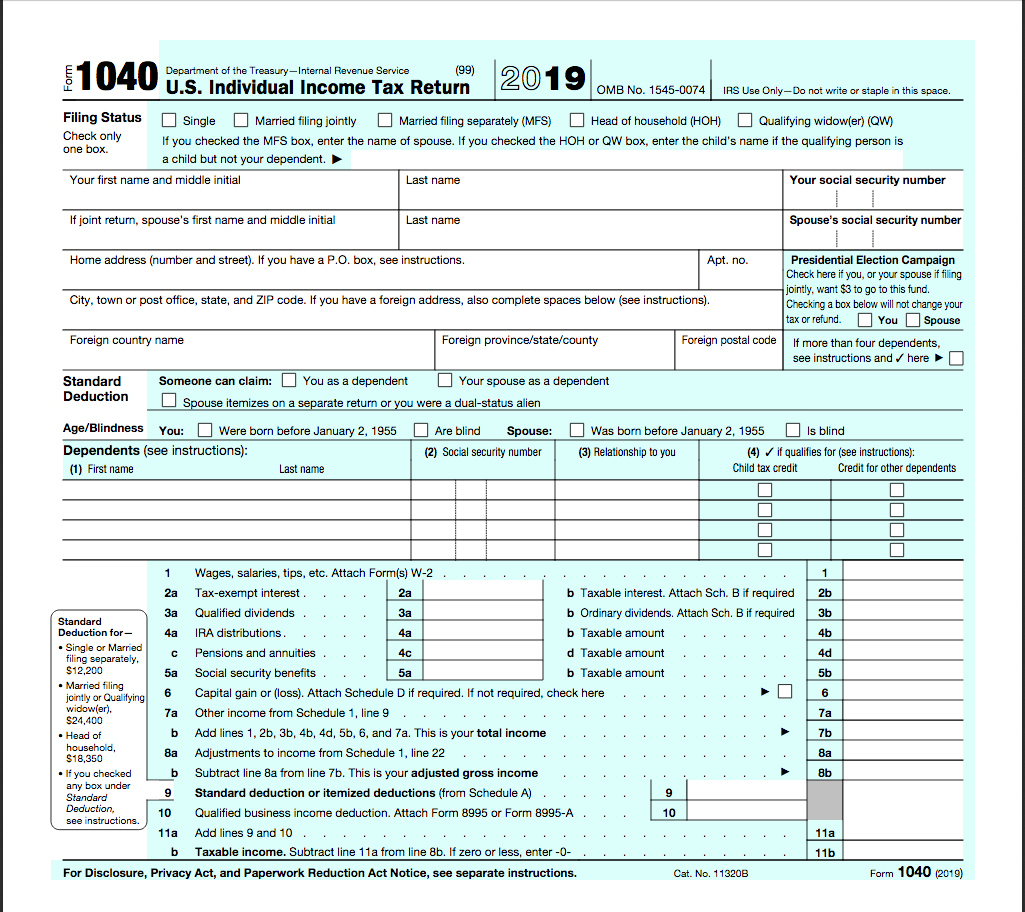 Form 1040 Department of the Treasury—Internal Revenue Service (99)
U.S. Individual Income Tax Return 2019 OMB No. 1545-0074 IRS Use Only—Do not write or staple in this space.
Filing Status
Check only
one box.
Single Married filing jointly Married filing separately (MFS) Head of household (HOH) Qualifying widow(er) (QW)
If you checked the MFS box, enter the name of spouse. If you checked the HOH or QW box, enter the child's name if the qualifying person is
a child but not your dependent. ►
Your first name and middle initial Last name Your social security number
If joint return, spouse's first name and middle initial Last name Spouse's social security number
Home address (number and street). If you have a P.O. box, see instructions. Apt. no.
Presidential Election Campaign
Check here if you, or your spouse if filing
jointly, want $3 to go to this fund.
Checking a box below will not change your
tax or refund. You Spouse
City, town or post office, state, and ZIP code. If you have a foreign address, also complete spaces below (see instructions).
Foreign country name Foreign province/state/county Foreign postal code
If more than four dependents,
see instructions and ✓ here ►
Standard
Deduction
Someone can claim: You as a dependent Your spouse as a dependent
Spouse itemizes on a separate return or you were a dual-status alien
Age/Blindness You: Were born before January 2, 1955 Are blind Spouse: Was born before January 2, 1955 Is blind
Dependents (see instructions): (2) Social security number (3) Relationship to you (4) ✓ if qualifies for (see instructions):
(1) First name Last name Child tax credit Credit for other dependents
1 Wages, salaries, tips, etc. Attach Form(s) W-2 . . . . . . . . . . . . . . . . 1
2a Tax-exempt interest . . . . 2a b Taxable interest. Attach Sch. B if required 2b
3a Qualified dividends . . . . 3a b Ordinary dividends. Attach Sch. B if required 3b
4a IRA distributions . . . . 4a b Taxable amount . . . . . . 4b
c Pensions and annuities . . . 4c d Taxable amount . . . . . . 4d
5a Social security benefits . . . 5a b Taxable amount . . . . . . 5b
6 Capital gain or (loss). Attach Schedule D if required. If not required, check here . . . . . . . ► 6
7a Other income from Schedule 1, line 9 . . . . . . . . . . . . . . . . . . 7a
b Add lines 1, 2b, 3b, 4b, 4d, 5b, 6, and 7a. This is your total income . . . . . . . . . . ► 7b
8a Adjustments to income from Schedule 1, line 22 . . . . . . . . . . . . . . . . 8a
b Subtract line 8a from line 7b. This is your adjusted gross income . . . . . . . . . . ► 8b
Standard
Deduction for—
• Single or Married
filing separately,
$12,200
• Married filing
jointly or Qualifying
widow(er),
$24,400
• Head of
household,
$18,350
• If you checked
any box under
Standard
Deduction,
see instructions.
9 Standard deduction or itemized deductions (from Schedule A) . . . . . 9
10 Qualified business income deduction. Attach Form 8995 or Form 8995-A . . . 10
11a Add lines 9 and 10 . . . . . . . . . . . . . . . . . . . . . 11a
b Taxable income. Subtract line 11a from line 8b. If zero or less, enter -0- . . . . . . . . . . . 11b
For Disclosure, Privacy Act, and Paperwork Reduction Act Notice, see separate instructions. Cat. No. 11320B Form 1040 (2019)